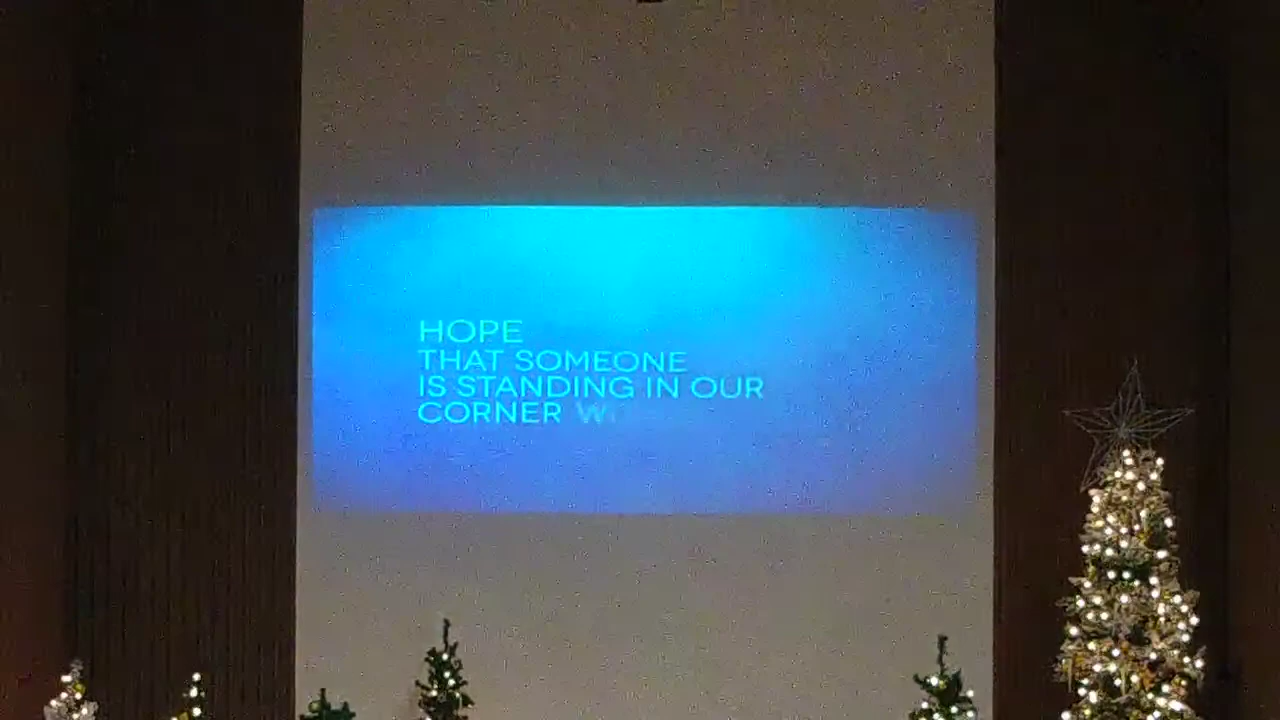 HOPE
THAT SOMEONE
IS STANDING IN OUR
CORNER